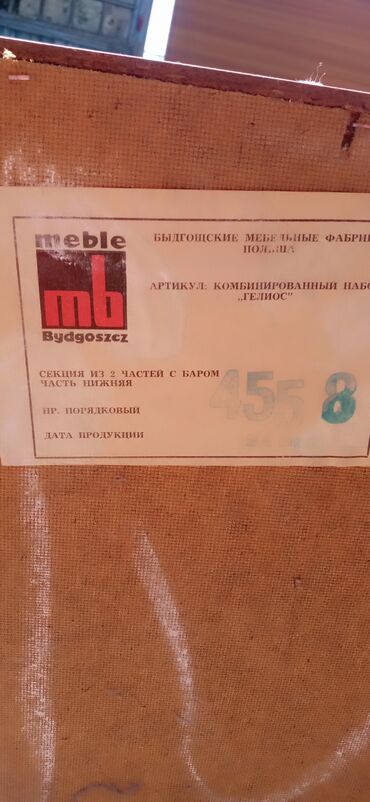 meble
mb
Bydgoszcz
БЫДГОЩСКИЕ МЕБЕЛЬНЫЕ ФАБРИ
ПОЛЬША
АРТИКУЛ: КОМБИНИРОВАННЫЙ НАБО
„ГЕЛИОС"
СЕКЦИЯ ИЗ 2 ЧАСТЕЙ С БАРОМ
ЧАСТЬ НИЖНЯЯ
НР. ПОРЯДКОВЫЙ 455 8
ДАТА ПРОДУКЦИИ